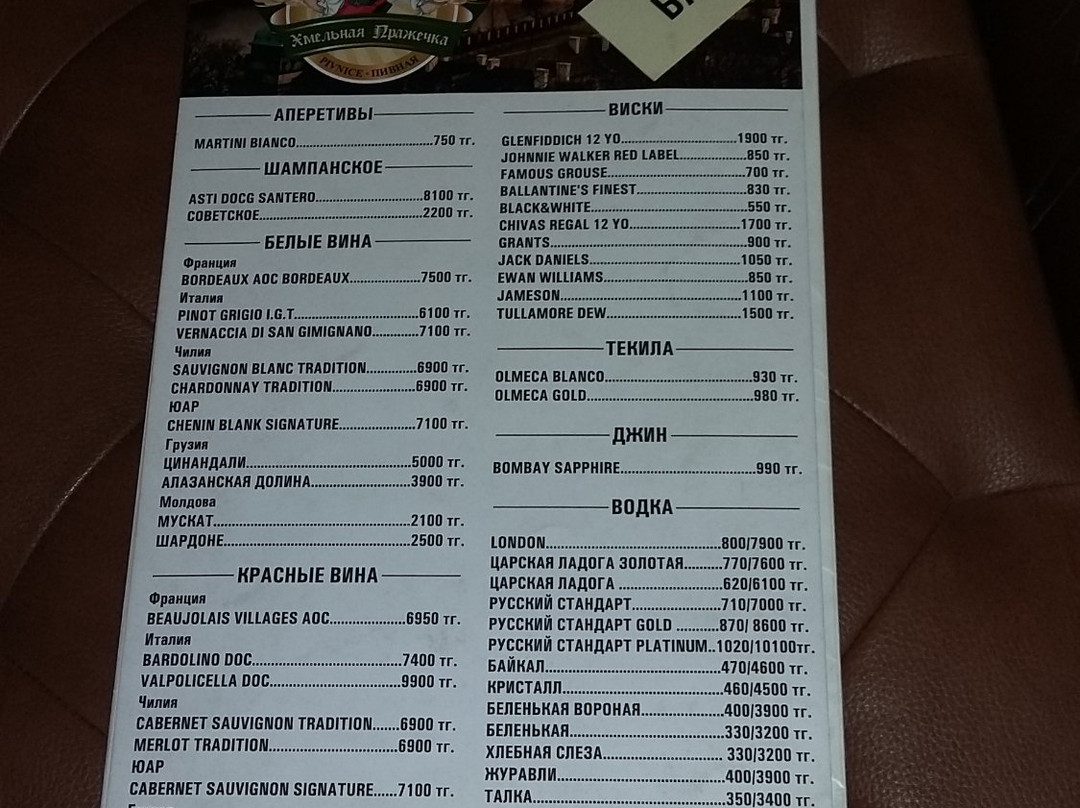 Хмельная Пражечка
PIVNICE • ПИВНАЯ
АПЕРЕТИВЫ
MARTINI BIANCO...........................750 тг.
ШАМПАНСКОЕ
ASTI DOCG SANTERO.....................8100 тг.
СОВЕТСКОЕ.................................2200 тг.
БЕЛЫЕ ВИНА
Франция
BORDEAUX AOC BORDEAUX..............7500 тг.
Италия
PINOT GRIGIO I.G.T.........................6100 тг.
VERNACCIA DI SAN GIMIGNANO.........7100 тг.
Чилия
SAUVIGNON BLANC TRADITION..........6900 тг.
CHARDONNAY TRADITION................6900 тг.
ЮАР
CHENIN BLANK SIGNATURE...............7100 тг.
Грузия
ЦИНАНДАЛИ.................................5000 тг.
АЛАЗАНСКАЯ ДОЛИНА....................3900 тг.
Молдова
МУСКАТ.......................................2100 тг.
ШАРДОНЕ.....................................2500 тг.
КРАСНЫЕ ВИНА
Франция
BEAUJOLAIS VILLAGES AOC...............6950 тг.
Италия
BARDOLINO DOC..............................7400 тг.
VALPOLICELLA DOC..........................9900 тг.
Чилия
CABERNET SAUVIGNON TRADITION......6900 тг.
MERLOT TRADITION.........................6900 тг.
ЮАР
CABERNET SAUVIGNON SIGNATURE.....7100 тг.
ВИСКИ
GLENFIDDICH 12 YO.........................1900 тг.
JOHNNIE WALKER RED LABEL..............850 тг.
FAMOUS GROUSE............................700 тг.
BALLANTINE'S FINEST......................830 тг.
BLACK&WHITE................................550 тг.
CHIVAS REGAL 12 YO.......................1700 тг.
GRANTS........................................900 тг.
JACK DANIELS................................1050 тг.
EWAN WILLIAMS..............................850 тг.
JAMESON......................................1100 тг.
TULLAMORE DEW.............................1500 тг.
ТЕКИЛА
OLMECA BLANCO..............................930 тг.
OLMECA GOLD.................................980 тг.
ДЖИН
BOMBAY SAPPHIRE...........................990 тг.
ВОДКА
LONDON......................................800/7900 тг.
ЦАРСКАЯ ЛАДОГА ЗОЛОТАЯ..........770/7600 тг.
ЦАРСКАЯ ЛАДОГА ......................620/6100 тг.
РУССКИЙ СТАНДАРТ.....................710/7000 тг.
РУССКИЙ СТАНДАРТ GOLD ..........870/ 8600 тг.
РУССКИЙ СТАНДАРТ PLATINUM..1020/10100тг.
БАЙКАЛ......................................470/4600 тг.
КРИСТАЛЛ...................................460/4500 тг.
БЕЛЕНЬКАЯ ВОРОНАЯ...................400/3900 тг.
БЕЛЕНЬКАЯ..................................330/3200 тг.
ХЛЕБНАЯ СЛЕЗА.......................... 330/3200 тг.
ЖУРАВЛИ....................................400/3900 тг.
ТАЛКА........................................350/3400 тг.